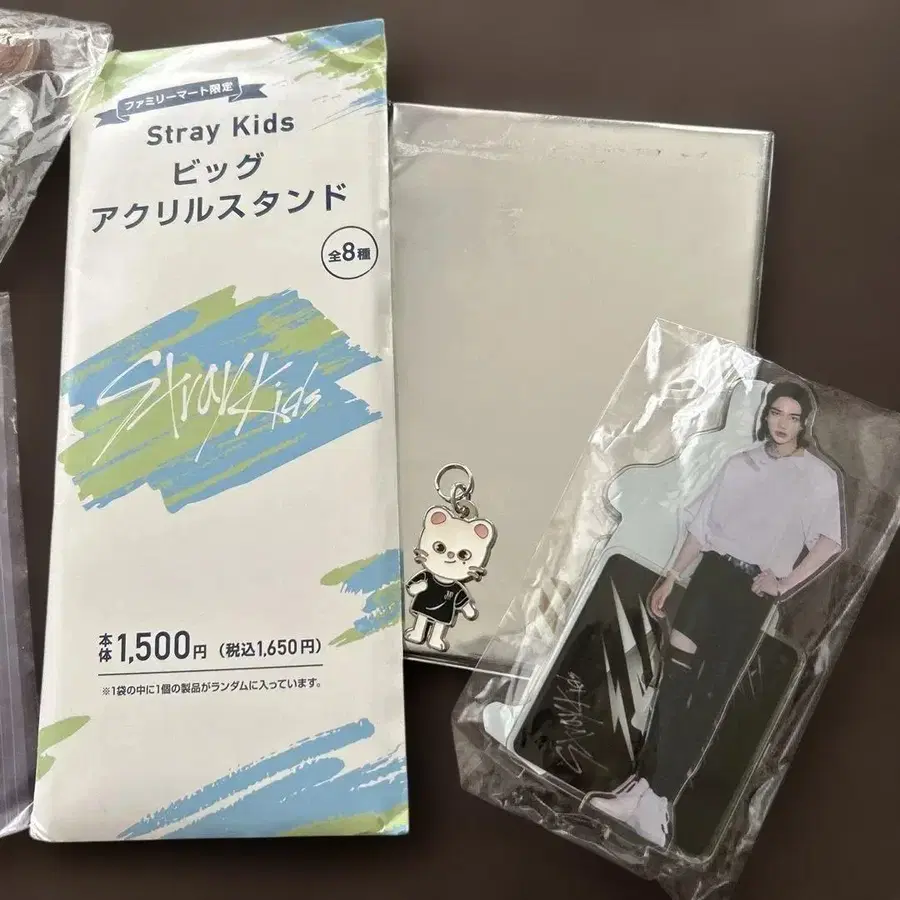 ファミリーマート限定
Stray Kids
ビッグ
アクリルスタンド
全8種
Stray Kids
本体1,500円 (税込1,650円)
※1袋の中に1個の製品がランダムに入っています。
Stray Kids